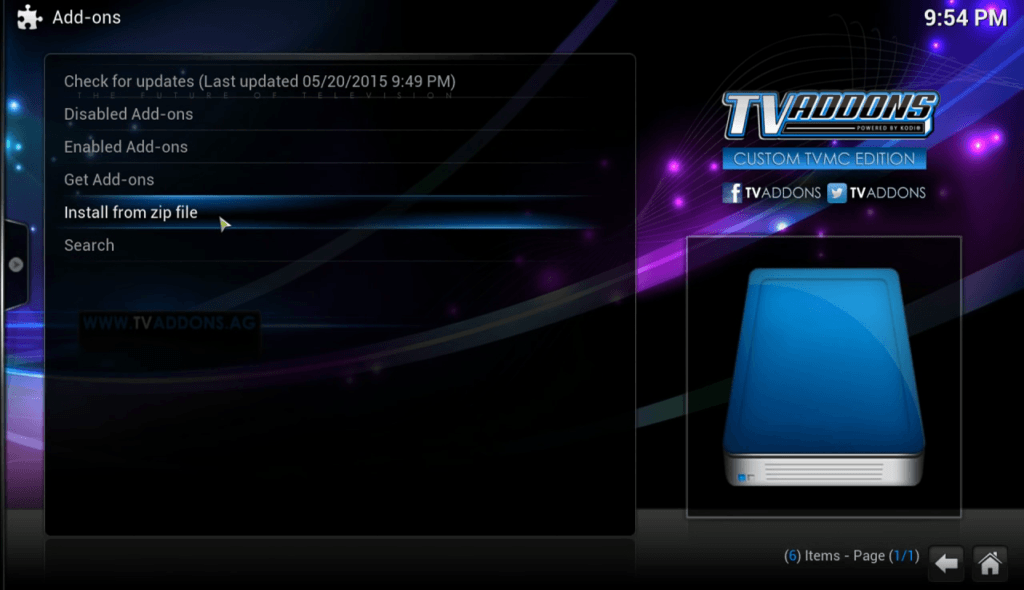 Add-ons
9:54 PM
Check for updates (Last updated 05/20/2015 9:49 PM)
THE FUTURE OF TELEVISION
Disabled Add-ons
Enabled Add-ons
Get Add-ons
Install from zip file
Search
WWW.TVADDONS.AG
TVADDONS
POWERED BY KODI
CUSTOM TVMC EDITION
TVADDONS TVADDONS
(6) Items - Page (1/1)